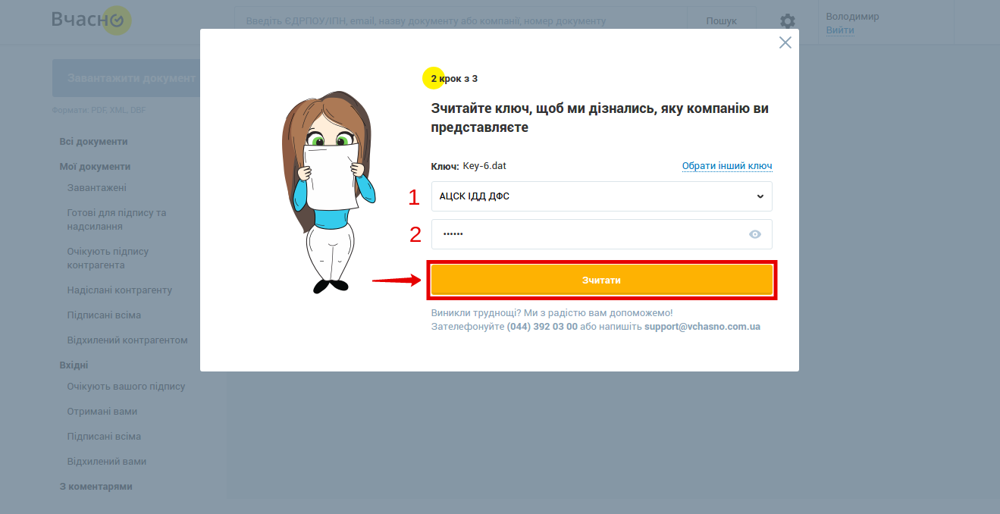 Вчасно
Введіть ЄДРПОУ/ІПН, email, назву документу або компанії, номер документу
Пошук
Володимир
Вийти
Завантажити документ
Формати: PDF, XML, DBF
Всі документи
Мої документи
Завантажені
Готові для підпису та
надсилання
Очікують підпису
контрагента
Надіслані контрагенту
Підписані всіма
Відхилений контрагентом
Вхідні
Очікують вашого підпису
Отримані вами
Підписані всіма
Відхилений вами
З коментарями
2 крок з 3
Зчитайте ключ, щоб ми дізнались, яку компанію ви
представляєте
Ключ: Key-6.dat
Обрати інший ключ
1
АЦСК ІДД ДФС
2
••••••
Зчитати
Виникли труднощі? Ми з радістю вам допоможемо!
Зателефонуйте (044) 392 03 00 або напишіть support@vchasno.com.ua